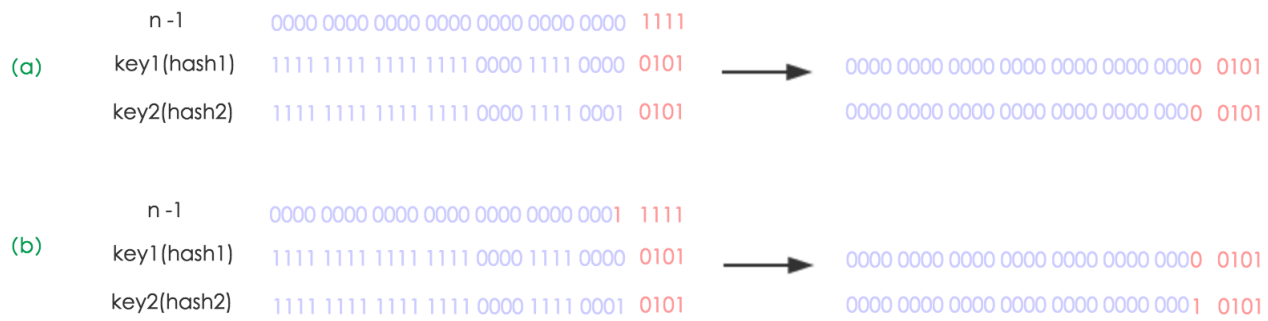 n -1 0000 0000 0000 0000 0000 0000 0000 1111
(a) key1(hash1) 1111 1111 1111 1111 0000 1111 0000 0101 0000 0000 0000 0000 0000 0000 0000 0101
key2(hash2) 1111 1111 1111 1111 0000 1111 0001 0101 0000 0000 0000 0000 0000 0000 0000 0101
n -1 0000 0000 0000 0000 0000 0000 0001 1111
(b) key1(hash1) 1111 1111 1111 1111 0000 1111 0000 0101 0000 0000 0000 0000 0000 0000 0000 0101
key2(hash2) 1111 1111 1111 1111 0000 1111 0001 0101 0000 0000 0000 0000 0000 0000 0001 0101